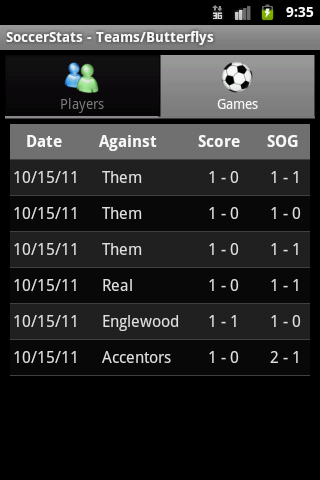 3G 9:35
SoccerStats - Teams/Butterflys
Players Games
Date Against Score SOG
10/15/11 Them 1 - 0 1 - 1
10/15/11 Them 1 - 0 1 - 0
10/15/11 Them 1 - 0 1 - 1
10/15/11 Real 1 - 0 1 - 1
10/15/11 Englewood 1 - 1 1 - 0
10/15/11 Accentors 1 - 0 2 - 1